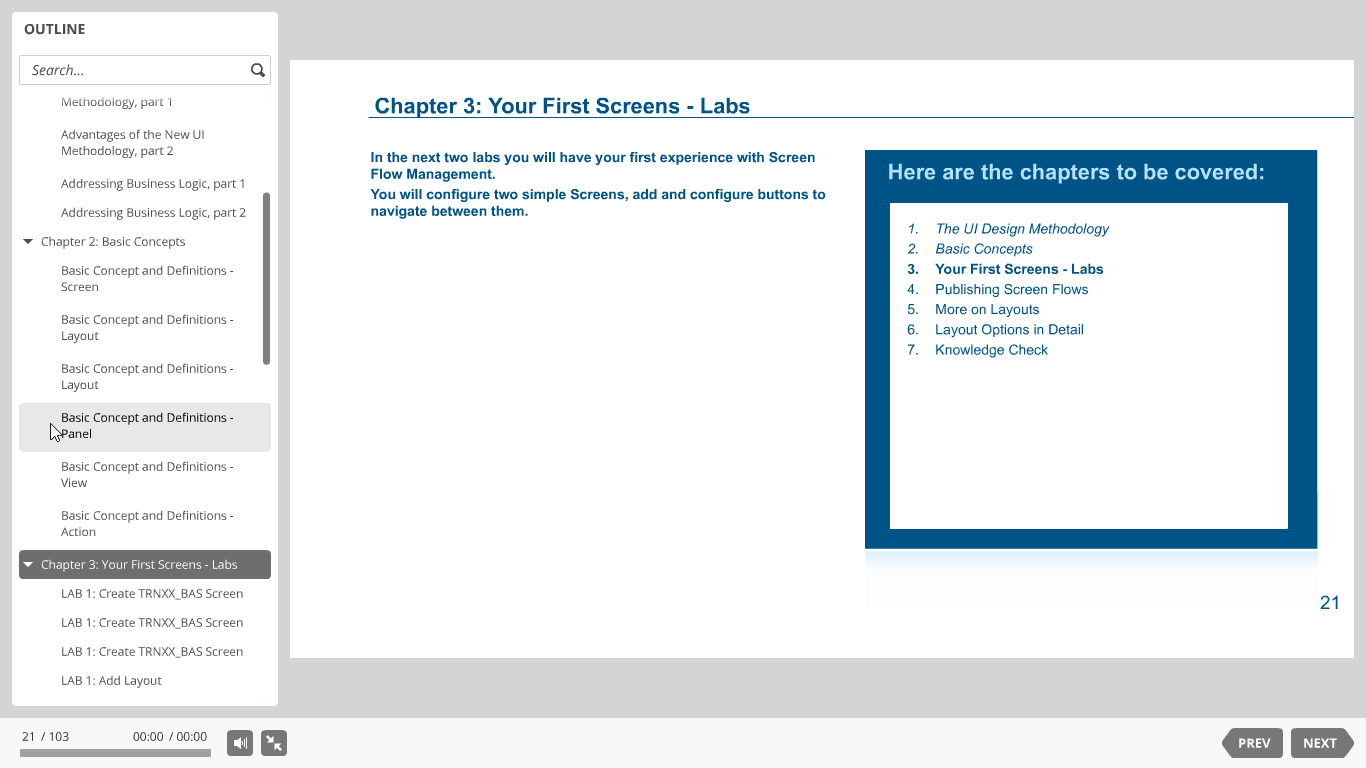 OUTLINE
Search...
Methodology, part 1
Advantages of the New UI
Methodology, part 2
Addressing Business Logic, part 1
Addressing Business Logic, part 2
Chapter 2: Basic Concepts
Basic Concept and Definitions -
Screen
Basic Concept and Definitions -
Layout
Basic Concept and Definitions -
Layout
Basic Concept and Definitions -
Panel
Basic Concept and Definitions -
View
Basic Concept and Definitions -
Action
Chapter 3: Your First Screens - Labs
LAB 1: Create TRNXX_BAS Screen
LAB 1: Create TRNXX_BAS Screen
LAB 1: Create TRNXX_BAS Screen
LAB 1: Add Layout
Chapter 3: Your First Screens - Labs
In the next two labs you will have your first experience with Screen
Flow Management.
You will configure two simple Screens, add and configure buttons to
navigate between them.
Here are the chapters to be covered:
1. The UI Design Methodology
2. Basic Concepts
3. Your First Screens - Labs
4. Publishing Screen Flows
5. More on Layouts
6. Layout Options in Detail
7. Knowledge Check
21
21 / 103
00:00 / 00:00
PREV
NEXT